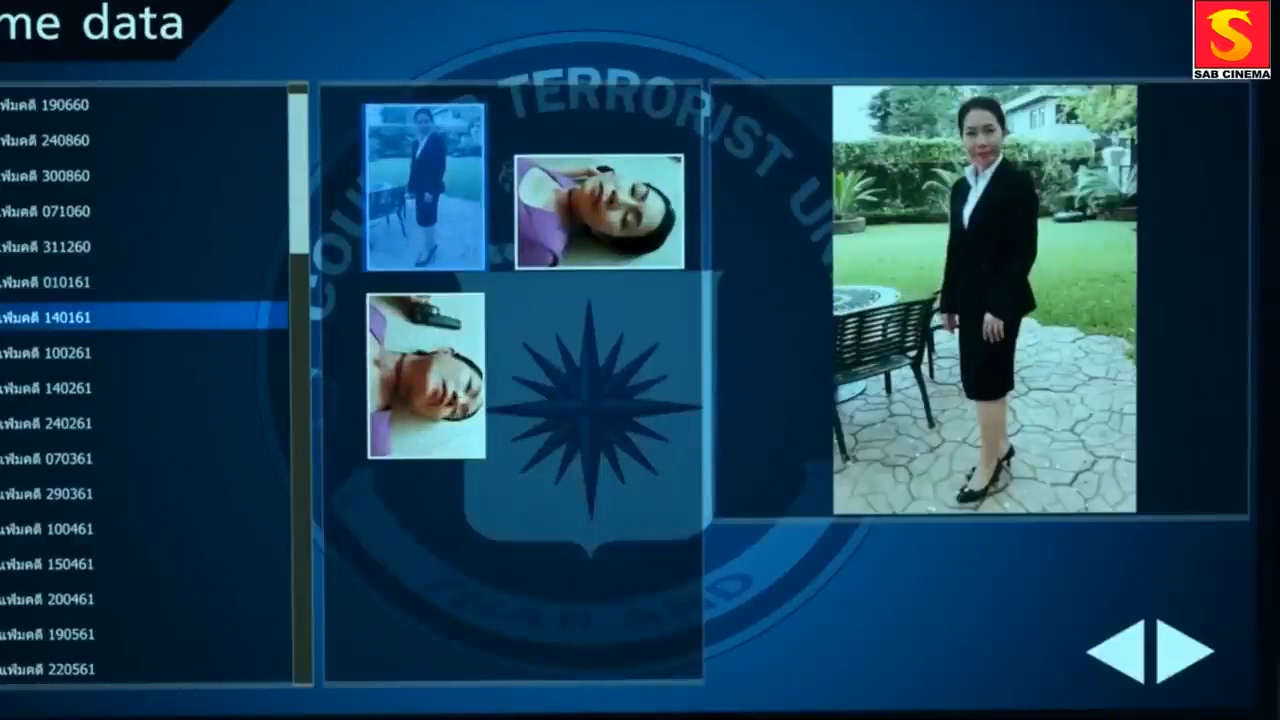 me data
S
SAB CINEMA
COUNTER TERRORIST UNIT
THAILAND
แฟ้มคดี 190660
แฟ้มคดี 240860
แฟ้มคดี 300860
แฟ้มคดี 071060
แฟ้มคดี 311260
แฟ้มคดี 010161
แฟ้มคดี 140161
แฟ้มคดี 100261
แฟ้มคดี 140261
แฟ้มคดี 240261
แฟ้มคดี 070361
แฟ้มคดี 290361
แฟ้มคดี 100461
แฟ้มคดี 150461
แฟ้มคดี 200461
แฟ้มคดี 190561
แฟ้มคดี 220561